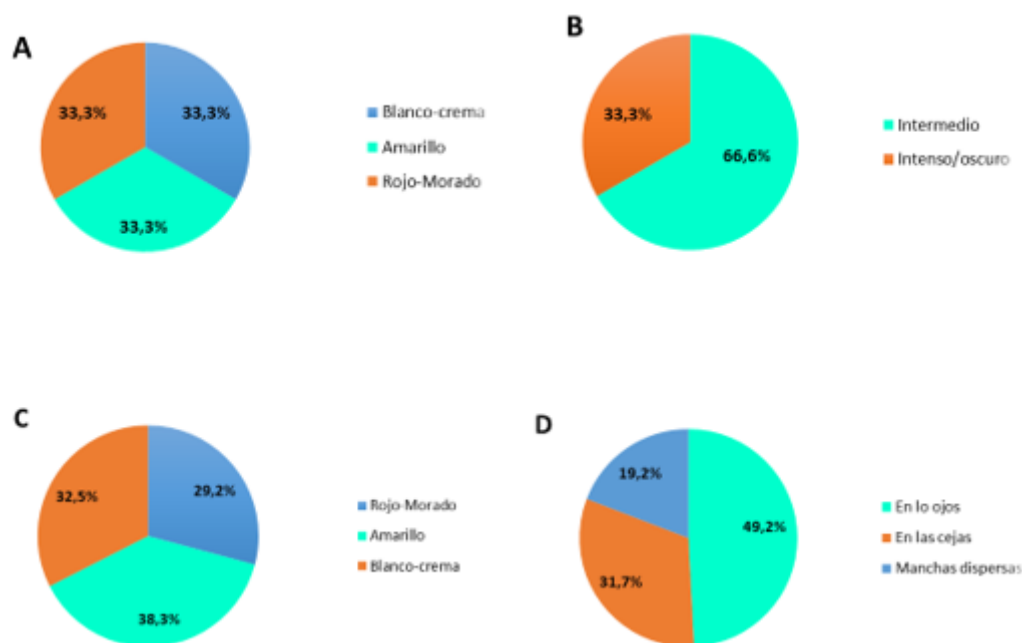 A
33,3%
33,3%
33,3%
Blanco-crema
Amarillo
Rojo-Morado
B
33,3%
66,6%
Intermedio
Intenso/oscuro
C
32,5%
29,2%
38,3%
Rojo-Morado
Amarillo
Blanco-crema
D
19,2%
49,2%
31,7%
En lo ojos
En las cejas
Manchas dispersas